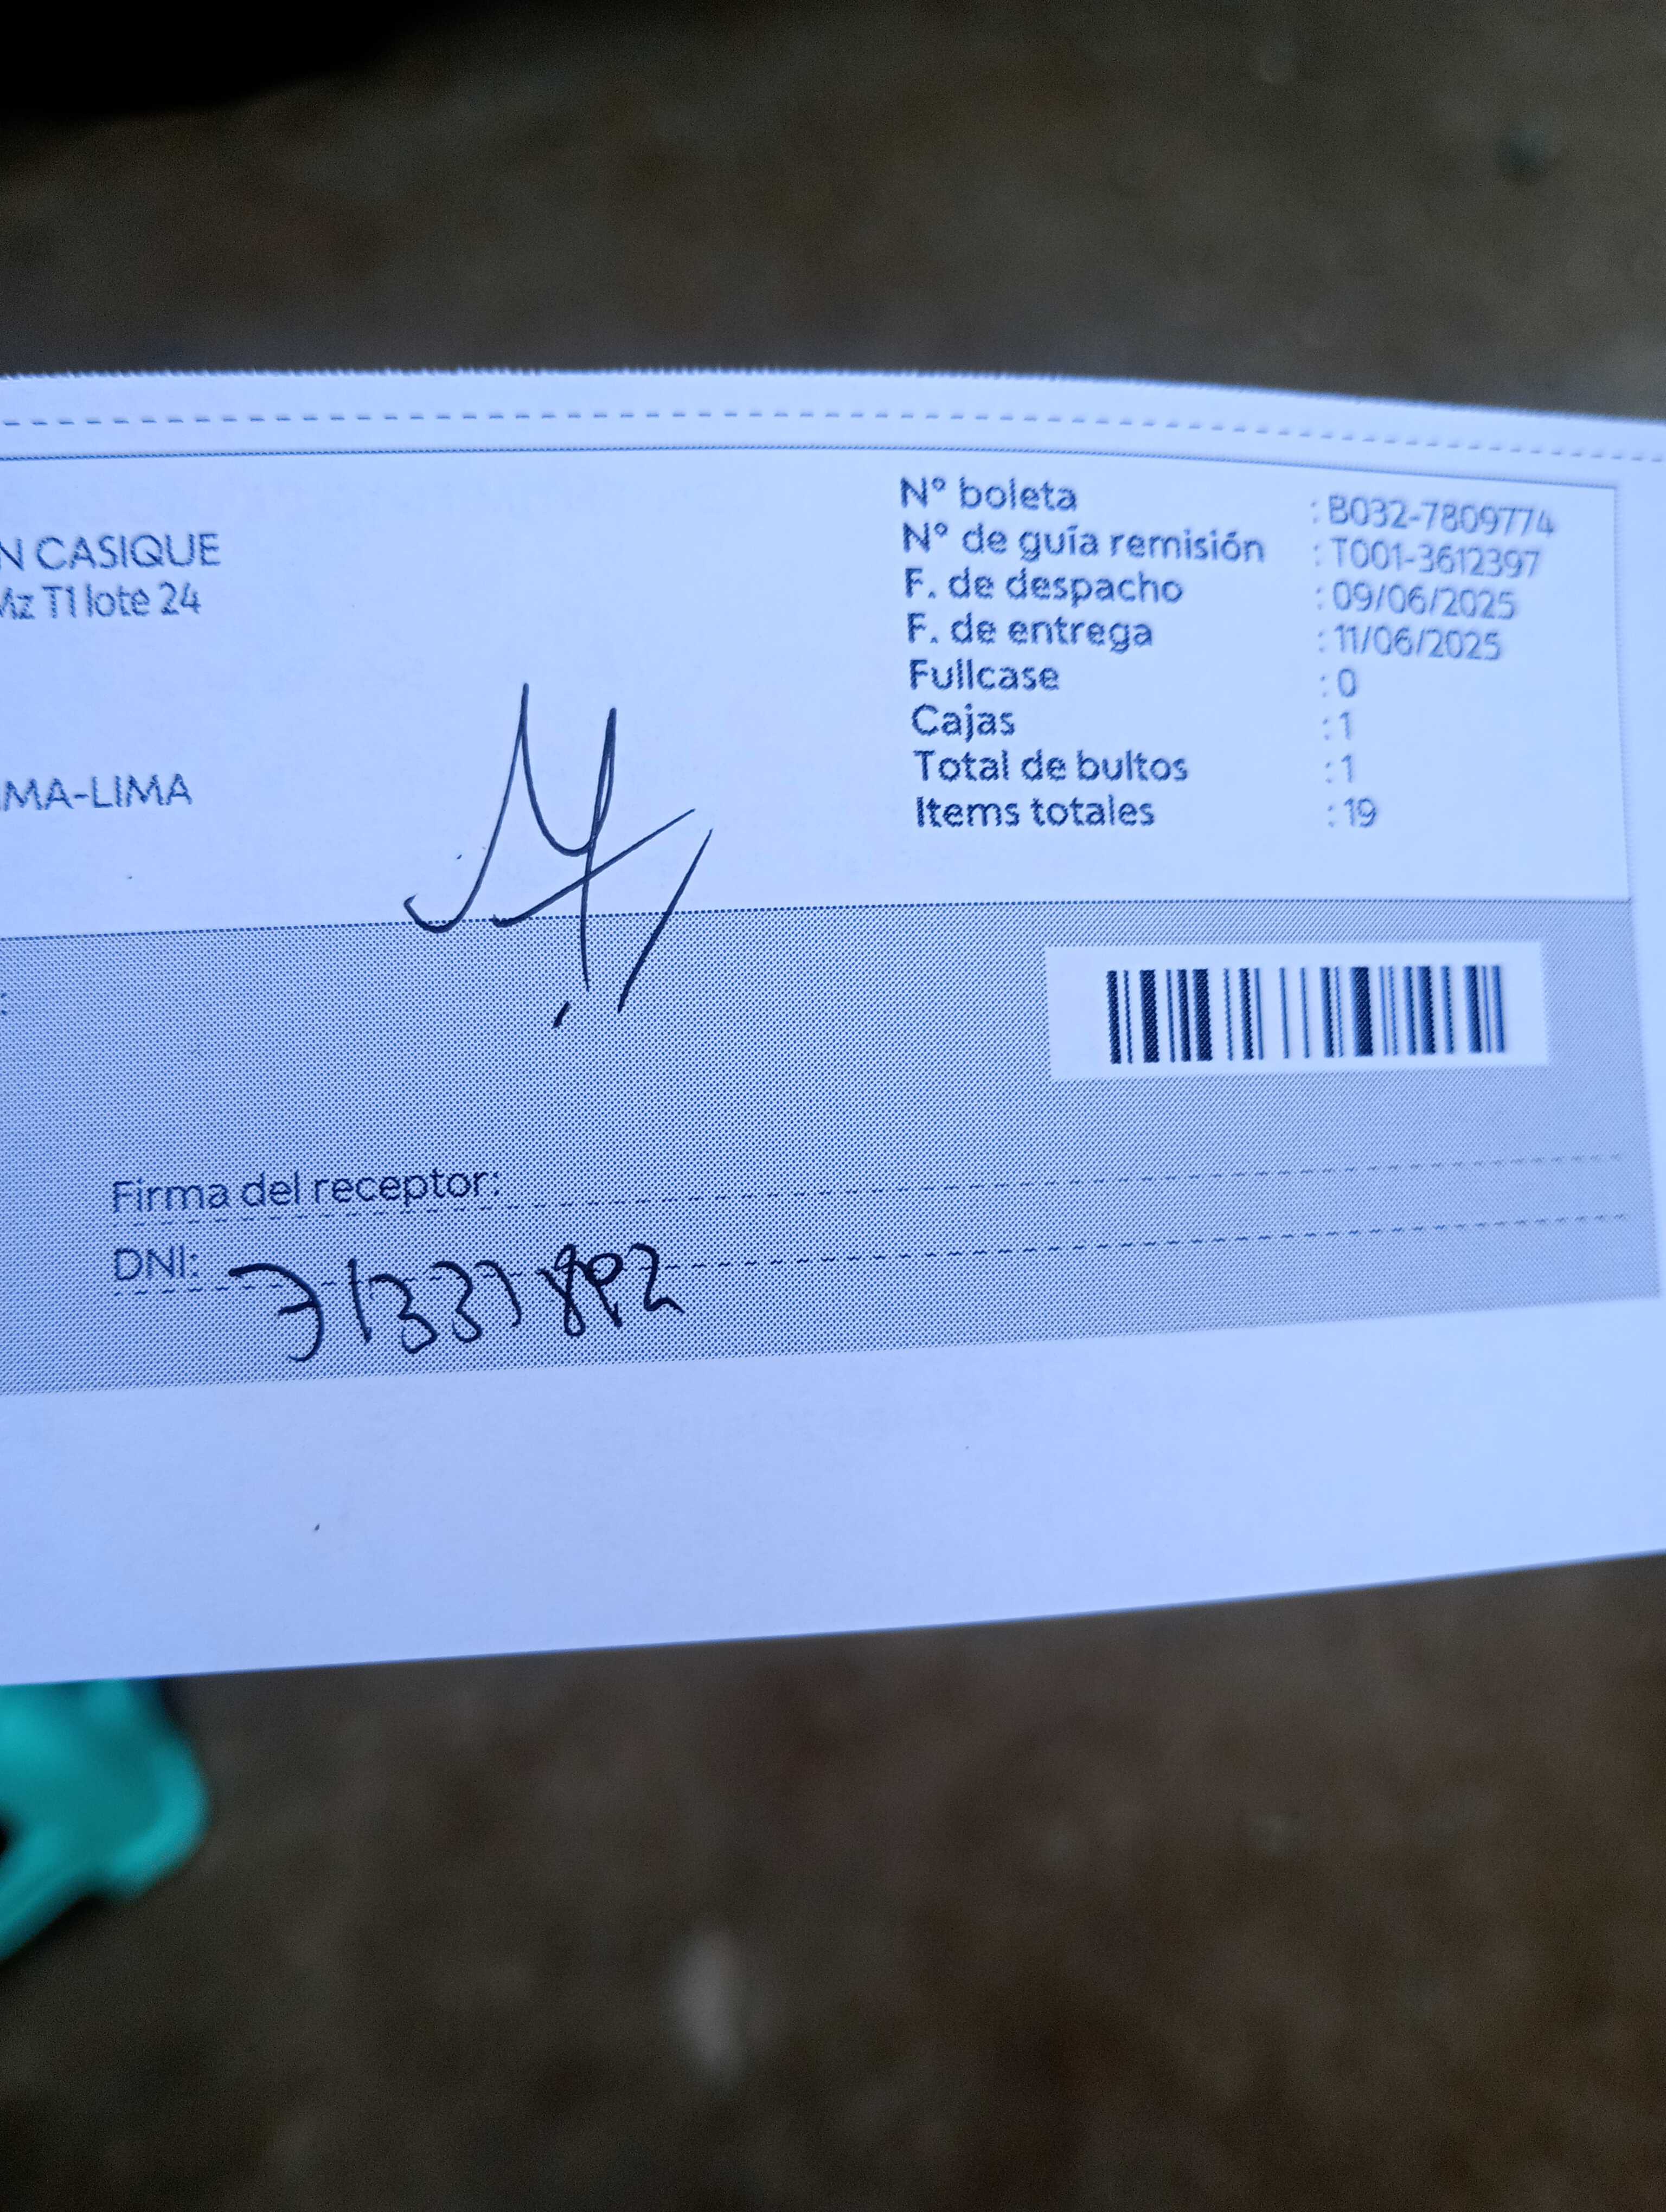 N CASIQUE
Mz T1 lote 24
MA-LIMA
N° boleta : B032-7809774
N° de guía remisión : T001-3612397
F. de despacho : 09/06/2025
F. de entrega : 11/06/2025
Fullcase : 0
Cajas : 1
Total de bultos : 1
Items totales : 19
:
Firma del receptor:
DNI: